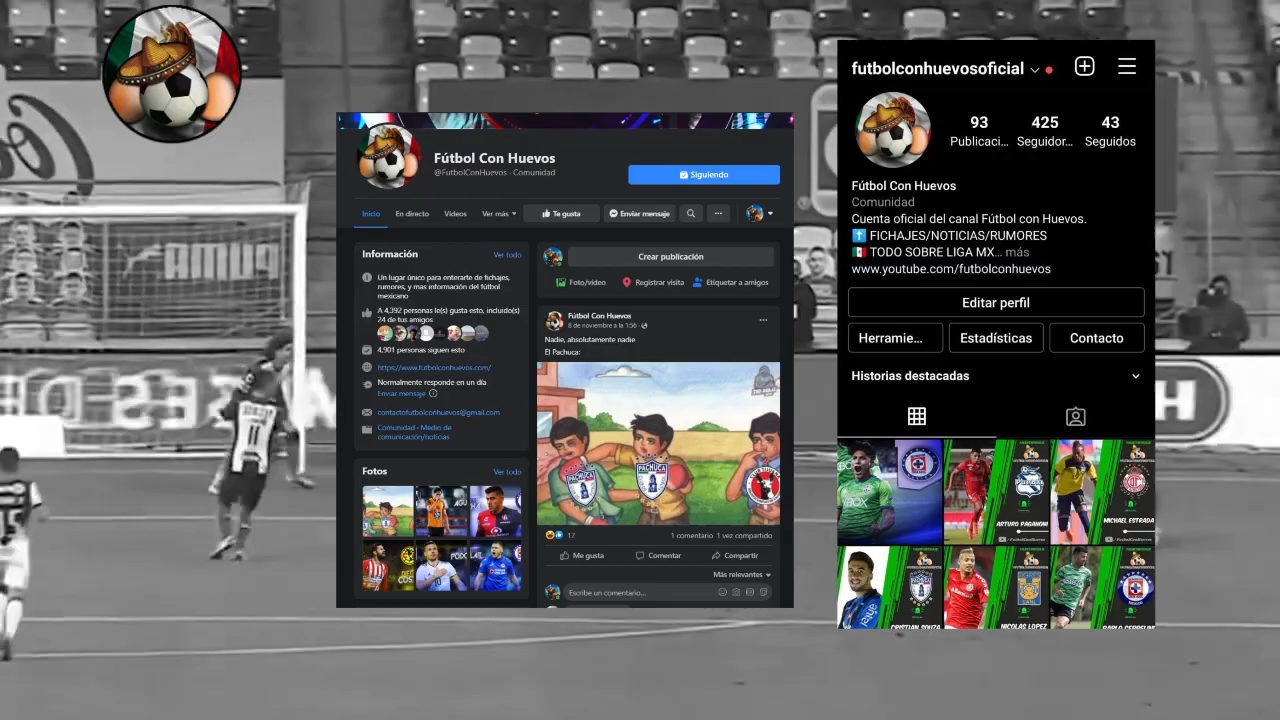 Fútbol Con Huevos
@FutbolConHuevos · Comunidad
Siguiendo
Inicio
En directo
Videos
Ver más
Te gusta
Enviar mensaje
Información
Ver todo
Un lugar único para enterarte de fichajes,
rumores, y mas información del fútbol
mexicano
A 4,392 personas le(s) gusta esto, incluido(s)
24 de tus amigos
4,901 personas siguen esto
https://www.futbolconhuevos.com/
Normalmente responde en un día
Enviar mensaje
contactofutbolconhuevos@gmail.com
Comunidad · Medio de
comunicación/noticias
Fotos
Ver todo
Crear publicación
Foto/video
Registrar visita
Etiquetar a amigos
Fútbol Con Huevos
8 de noviembre a la 1:56 ·
Nadie, absolutamente nadie
El Pachuca:
PACHUCA
PACHUCA
17
1 comentario 1 vez compartido
Me gusta
Comentar
Compartir
Más relevantes
Escribe un comentario...
futbolconhuevosoficial
93
425
43
Publicaci...
Seguidor...
Seguidos
Fútbol Con Huevos
Comunidad
Cuenta oficial del canal Fútbol con Huevos.
FICHAJES/NOTICIAS/RUMORES
TODO SOBRE LIGA MX... más
www.youtube.com/futbolconhuevos
Editar perfil
Herramie...
Estadísticas
Contacto
Historias destacadas
ARTURO PAGANONI
MICHAEL ESTRADA
CRISTIAN SOUZA
NICOLAS LOPEZ
11